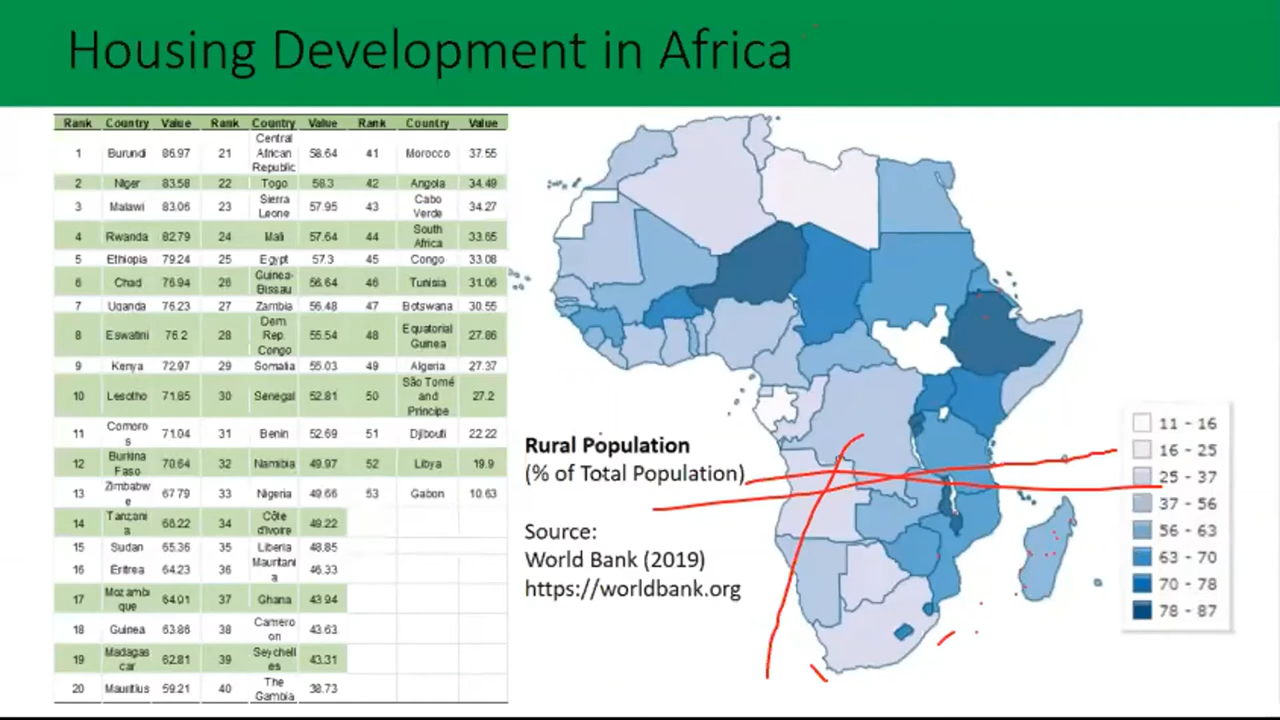 Housing Development in Africa
Rank Country Value Rank Country Value Rank Country Value
1 Burundi 86.97 21 Central African Republic 58.64 41 Morocco 37.55
2 Niger 83.58 22 Togo 58.3 42 Angola 34.49
3 Malawi 83.06 23 Sierra Leone 57.95 43 Cabo Verde 34.27
4 Rwanda 82.79 24 Mali 57.64 44 South Africa 33.65
5 Ethiopia 79.24 25 Egypt 57.3 45 Congo 33.08
6 Chad 76.94 26 Guinea-Bissau 56.64 46 Tunisia 31.06
7 Uganda 76.23 27 Zambia 56.48 47 Botswana 30.55
8 Eswatini 76.2 28 Dem. Rep. Congo 55.54 48 Equatorial Guinea 27.86
9 Kenya 72.97 29 Somalia 55.03 49 Algeria 27.37
10 Lesotho 71.85 30 Senegal 52.81 50 São Tomé and Principe 27.2
11 Comoros 71.04 31 Benin 52.69 51 Djibouti 22.22
12 Burkina Faso 70.64 32 Namibia 49.97 52 Libya 19.9
13 Zimbabwe 67.79 33 Nigeria 49.66 53 Gabon 10.63
14 Tanzania 68.22 34 Côte d'Ivoire 49.22
15 Sudan 65.36 35 Liberia 48.85
16 Eritrea 64.23 36 Mauritania 46.33
17 Mozambique 64.01 37 Ghana 43.94
18 Guinea 63.86 38 Cameroon 43.63
19 Madagascar 62.81 39 Seychelles 43.31
20 Mauritius 59.21 40 The Gambia 38.73
Rural Population
(% of Total Population)
Source:
World Bank (2019)
https://worldbank.org
11 - 16
16 - 25
25 - 37
37 - 56
56 - 63
63 - 70
70 - 78
78 - 87